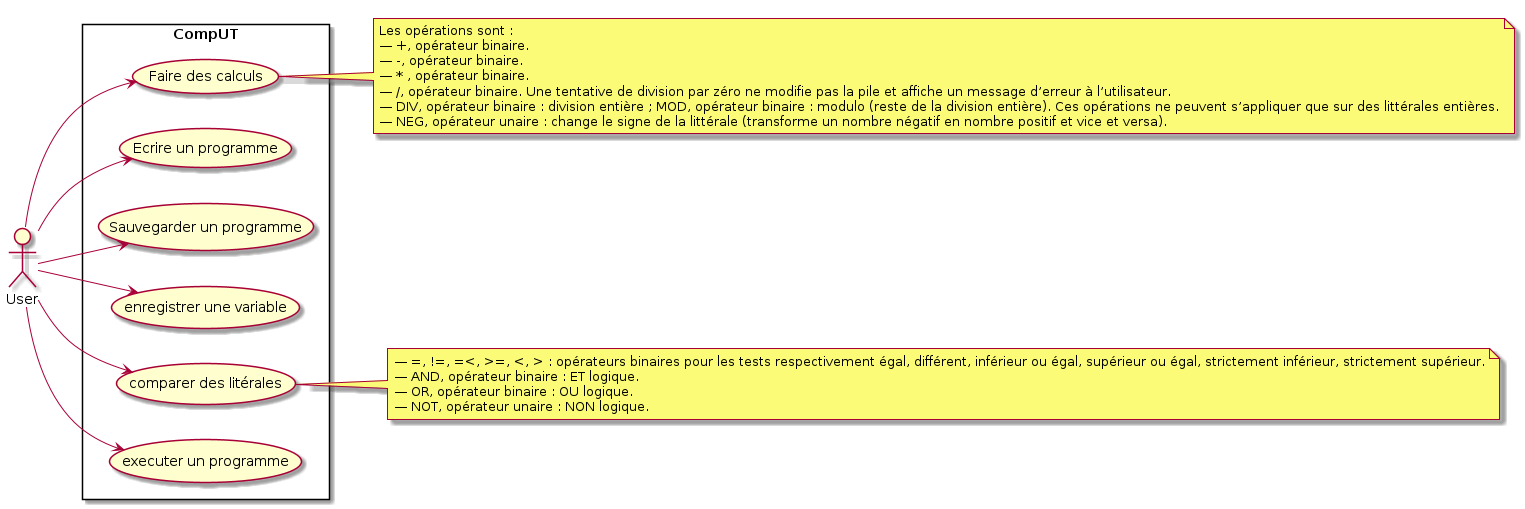 CompUT
Faire des calculs
Les opérations sont :
— +, opérateur binaire.
— -, opérateur binaire.
— * , opérateur binaire.
— /, opérateur binaire. Une tentative de division par zéro ne modifie pas la pile et affiche un message d’erreur à l’utilisateur.
— DIV, opérateur binaire : division entière ; MOD, opérateur binaire : modulo (reste de la division entière). Ces opérations ne peuvent s’appliquer que sur des littérales entières.
— NEG, opérateur unaire : change le signe de la littérale (transforme un nombre négatif en nombre positif et vice et versa).
Ecrire un programme
Sauvegarder un programme
User
enregistrer une variable
comparer des litérales
— =, !=, =<, >=, <, > : opérateurs binaires pour les tests respectivement égal, différent, inférieur ou égal, supérieur ou égal, strictement inférieur, strictement supérieur.
— AND, opérateur binaire : ET logique.
— OR, opérateur binaire : OU logique.
— NOT, opérateur unaire : NON logique.
executer un programme